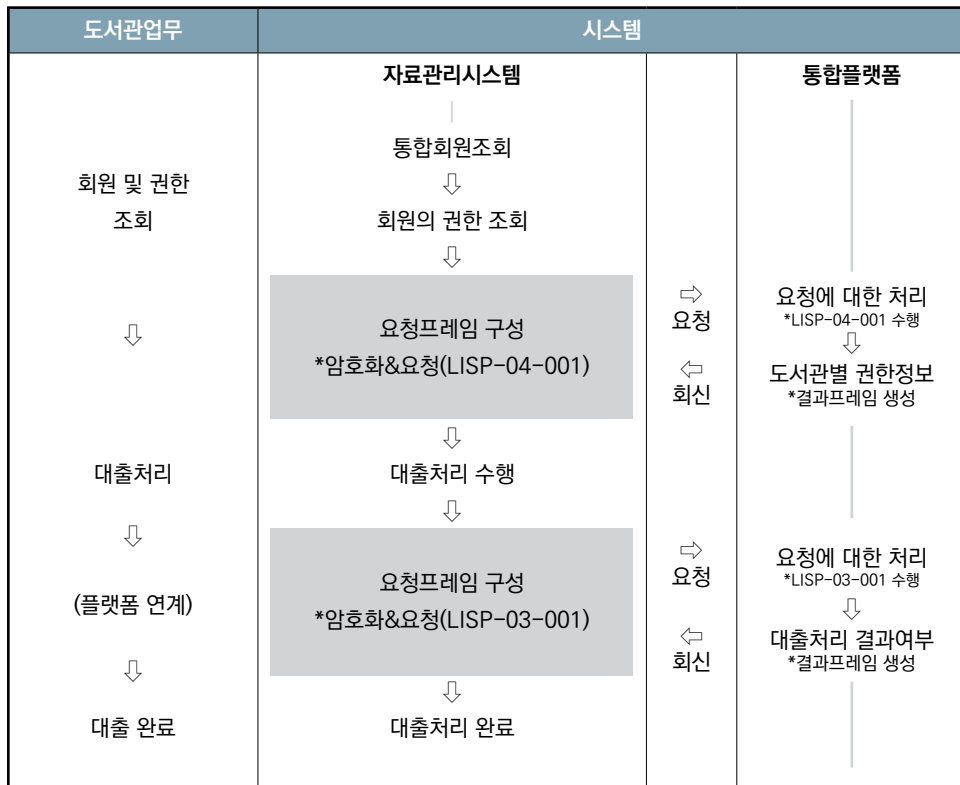 도서관업무
시스템
자료관리시스템
통합플랫폼
회원 및 권한
조회
통합회원조회
⇩
회원의 권한 조회
⇩
⇩
요청프레임 구성
*암호화&요청(LISP-04-001)
⇨
요청
⇦
회신
요청에 대한 처리
*LISP-04-001 수행
⇩
도서관별 권한정보
*결과프레임 생성
⇩
대출처리
대출처리 수행
⇩
⇩
(플랫폼 연계)
요청프레임 구성
*암호화&요청(LISP-03-001)
⇨
요청
⇦
회신
요청에 대한 처리
*LISP-03-001 수행
⇩
대출처리 결과여부
*결과프레임 생성
⇩
⇩
대출 완료
대출처리 완료